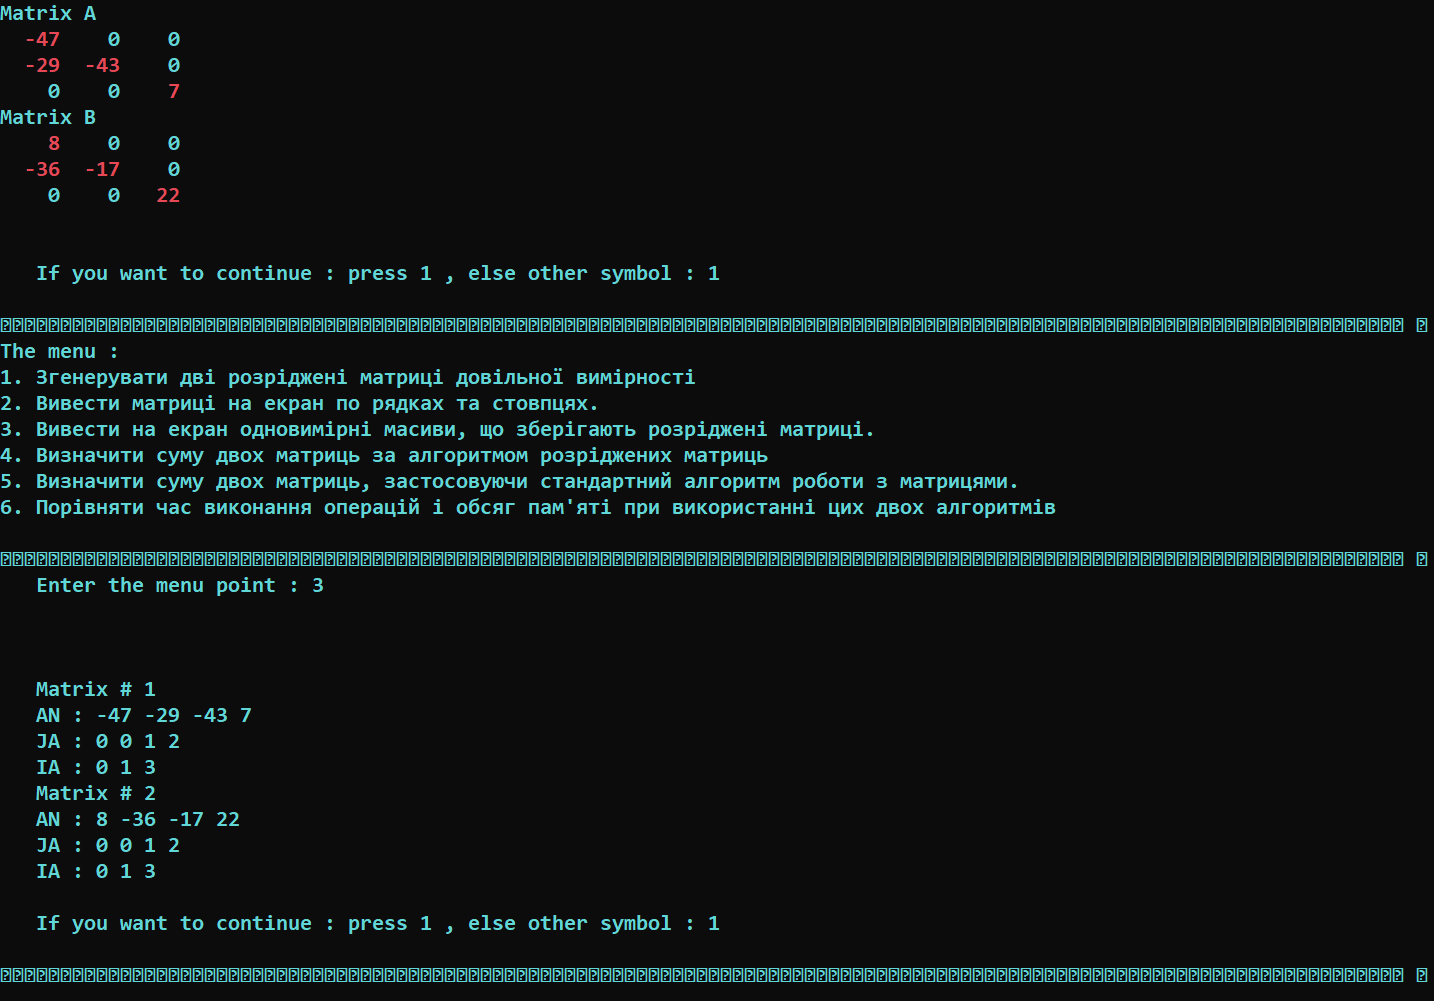 Matrix A
-47 0 0
-29 -43 0
0 0 7
Matrix B
8 0 0
-36 -17 0
0 0 22
If you want to continue : press 1 , else other symbol : 1
The menu :
1. Згенерувати дві розріджені матриці довільної вимірності
2. Вивести матриці на екран по рядках та стовпцях.
3. Вивести на екран одновимірні масиви, що зберігають розріджені матриці.
4. Визначити суму двох матриць за алгоритмом розріджених матриць
5. Визначити суму двох матриць, застосовуючи стандартний алгоритм роботи з матрицями.
6. Порівняти час виконання операцій і обсяг пам'яті при використанні цих двох алгоритмів
Enter the menu point : 3
Matrix # 1
AN : -47 -29 -43 7
JA : 0 0 1 2
IA : 0 1 3
Matrix # 2
AN : 8 -36 -17 22
JA : 0 0 1 2
IA : 0 1 3
If you want to continue : press 1 , else other symbol : 1